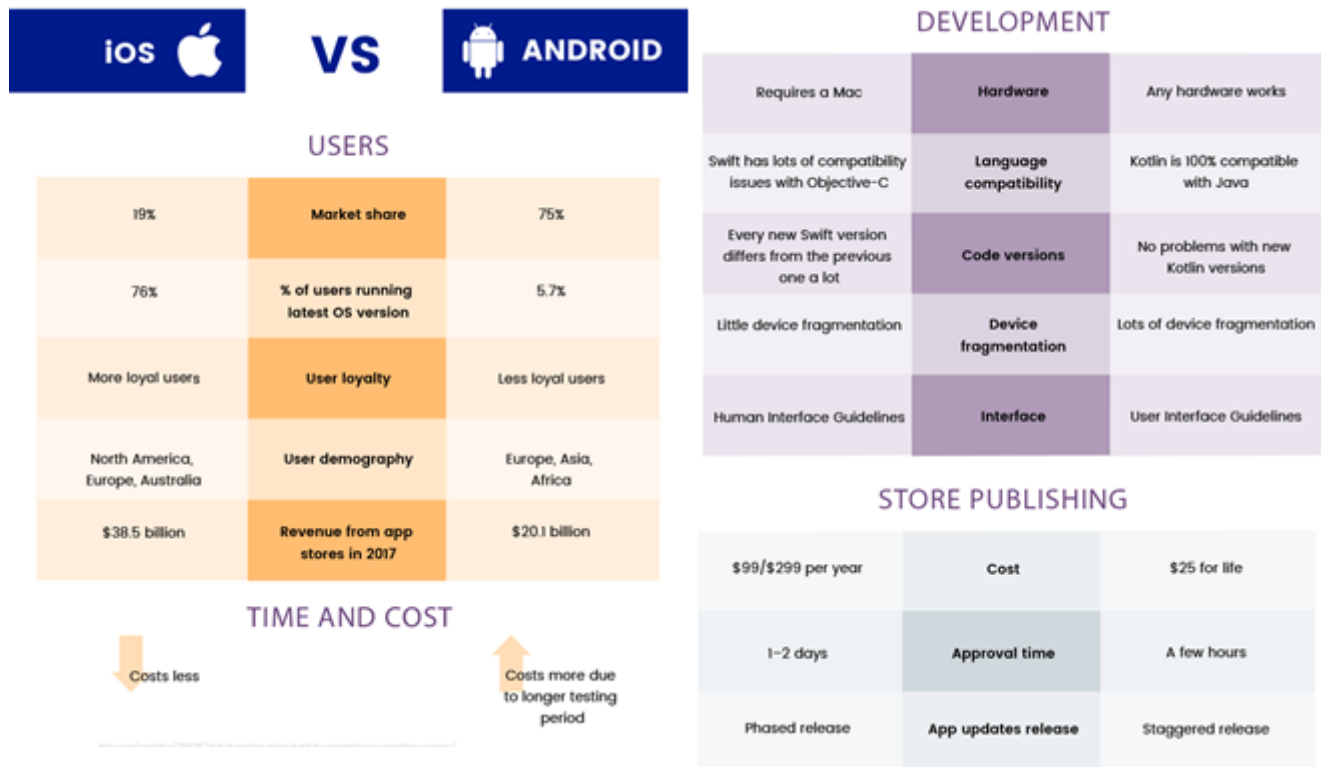 iOS VS ANDROID
USERS
19% Market share 75%
76% % of users running 5.7%
latest OS version
More loyal users User loyalty Less loyal users
North America, User demography Europe, Asia,
Europe, Australia Africa
$38.5 billion Revenue from app $20.1 billion
stores in 2017
TIME AND COST
Costs less Costs more due
to longer testing
period
DEVELOPMENT
Requires a Mac Hardware Any hardware works
Swift has lots of compatibility Language Kotlin is 100% compatible
issues with Objective-C compatibility with Java
Every new Swift version
differs from the previous Code versions No problems with new
one a lot Kotlin versions
Little device fragmentation Device Lots of device fragmentation
fragmentation
Human Interface Guidelines Interface User Interface Guidelines
STORE PUBLISHING
$99/$299 per year Cost $25 for life
1-2 days Approval time A few hours
Phased release App updates release Staggered release